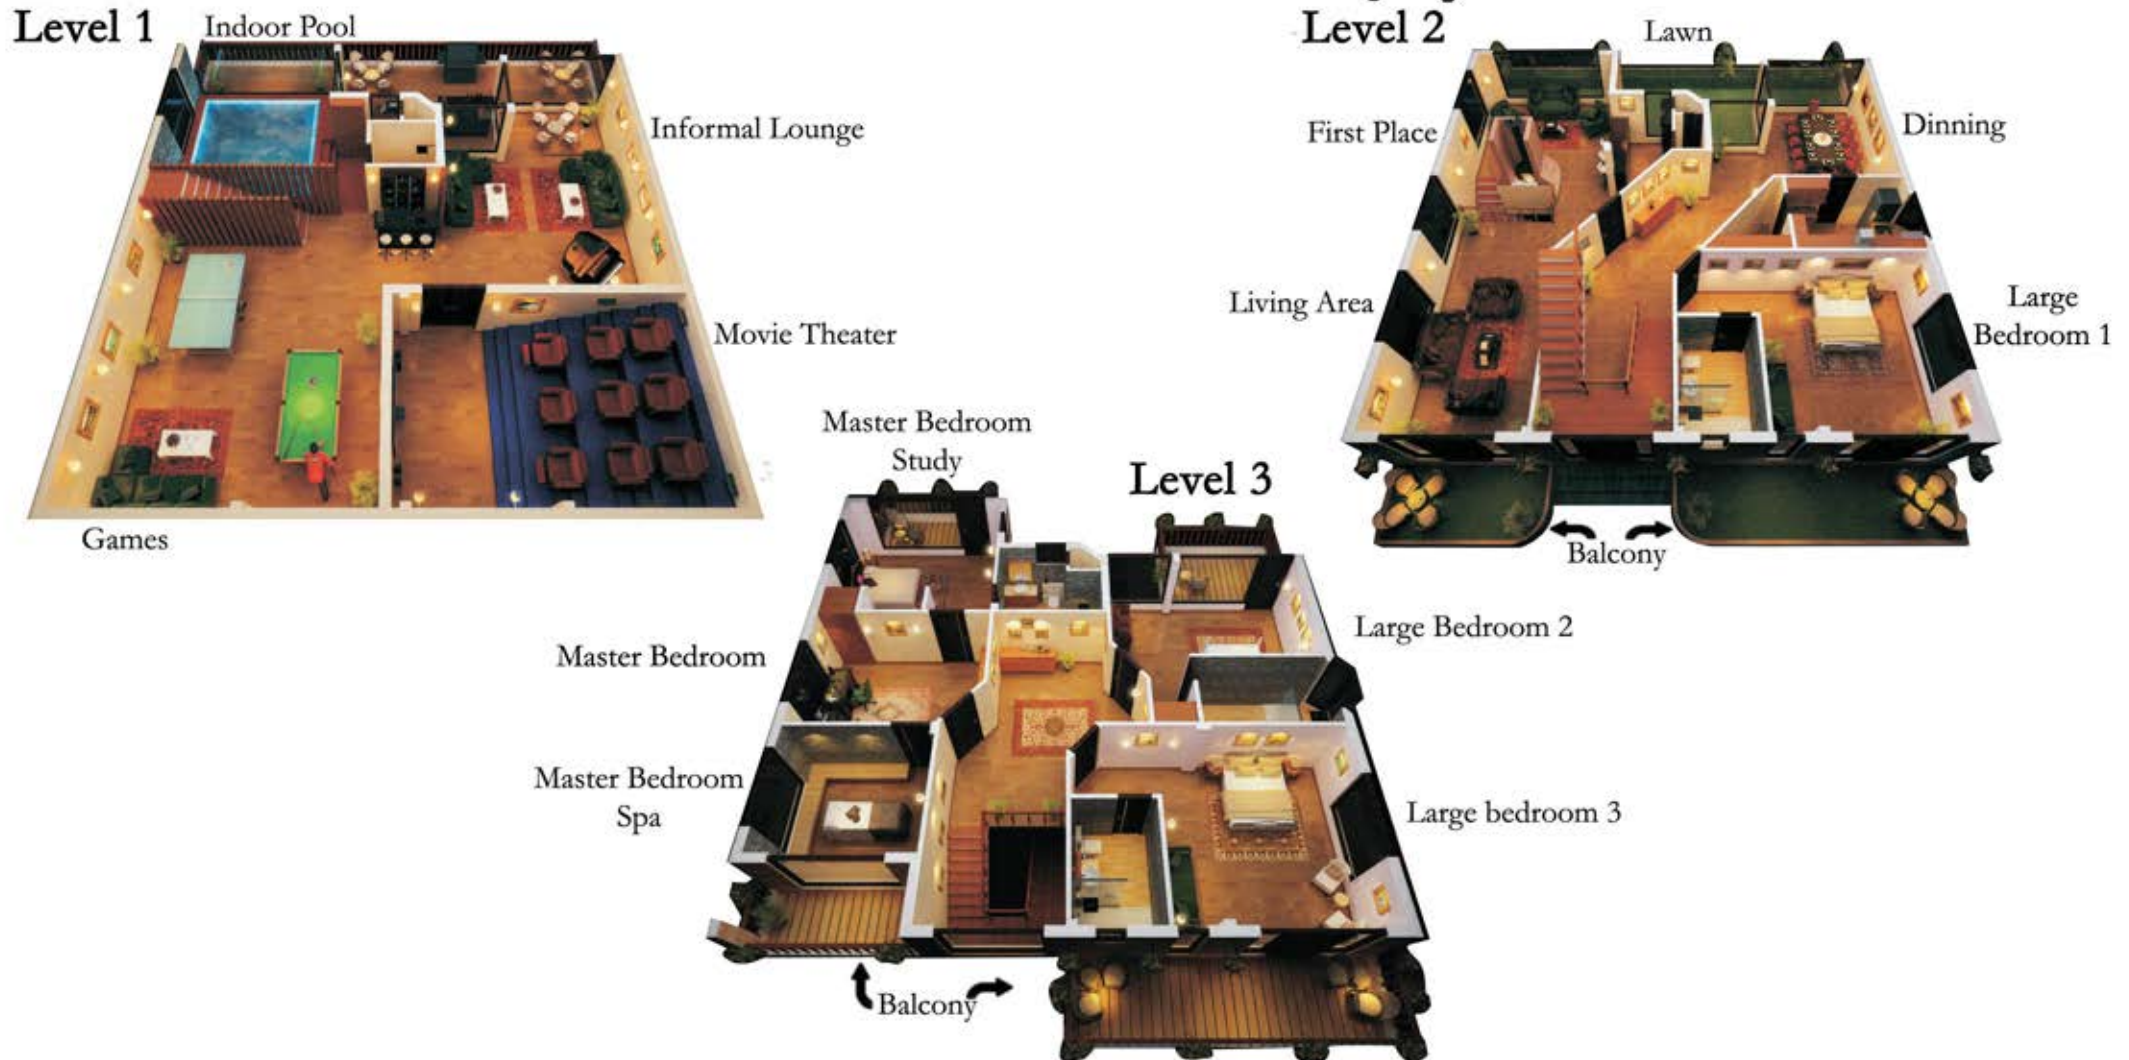 Level 1
Indoor Pool
Informal Lounge
Movie Theater
Games
Level 2
Lawn
First Place
Dinning
Living Area
Large
Bedroom 1
Balcony
Level 3
Master Bedroom
Study
Master Bedroom
Large Bedroom 2
Master Bedroom
Spa
Large bedroom 3
Balcony